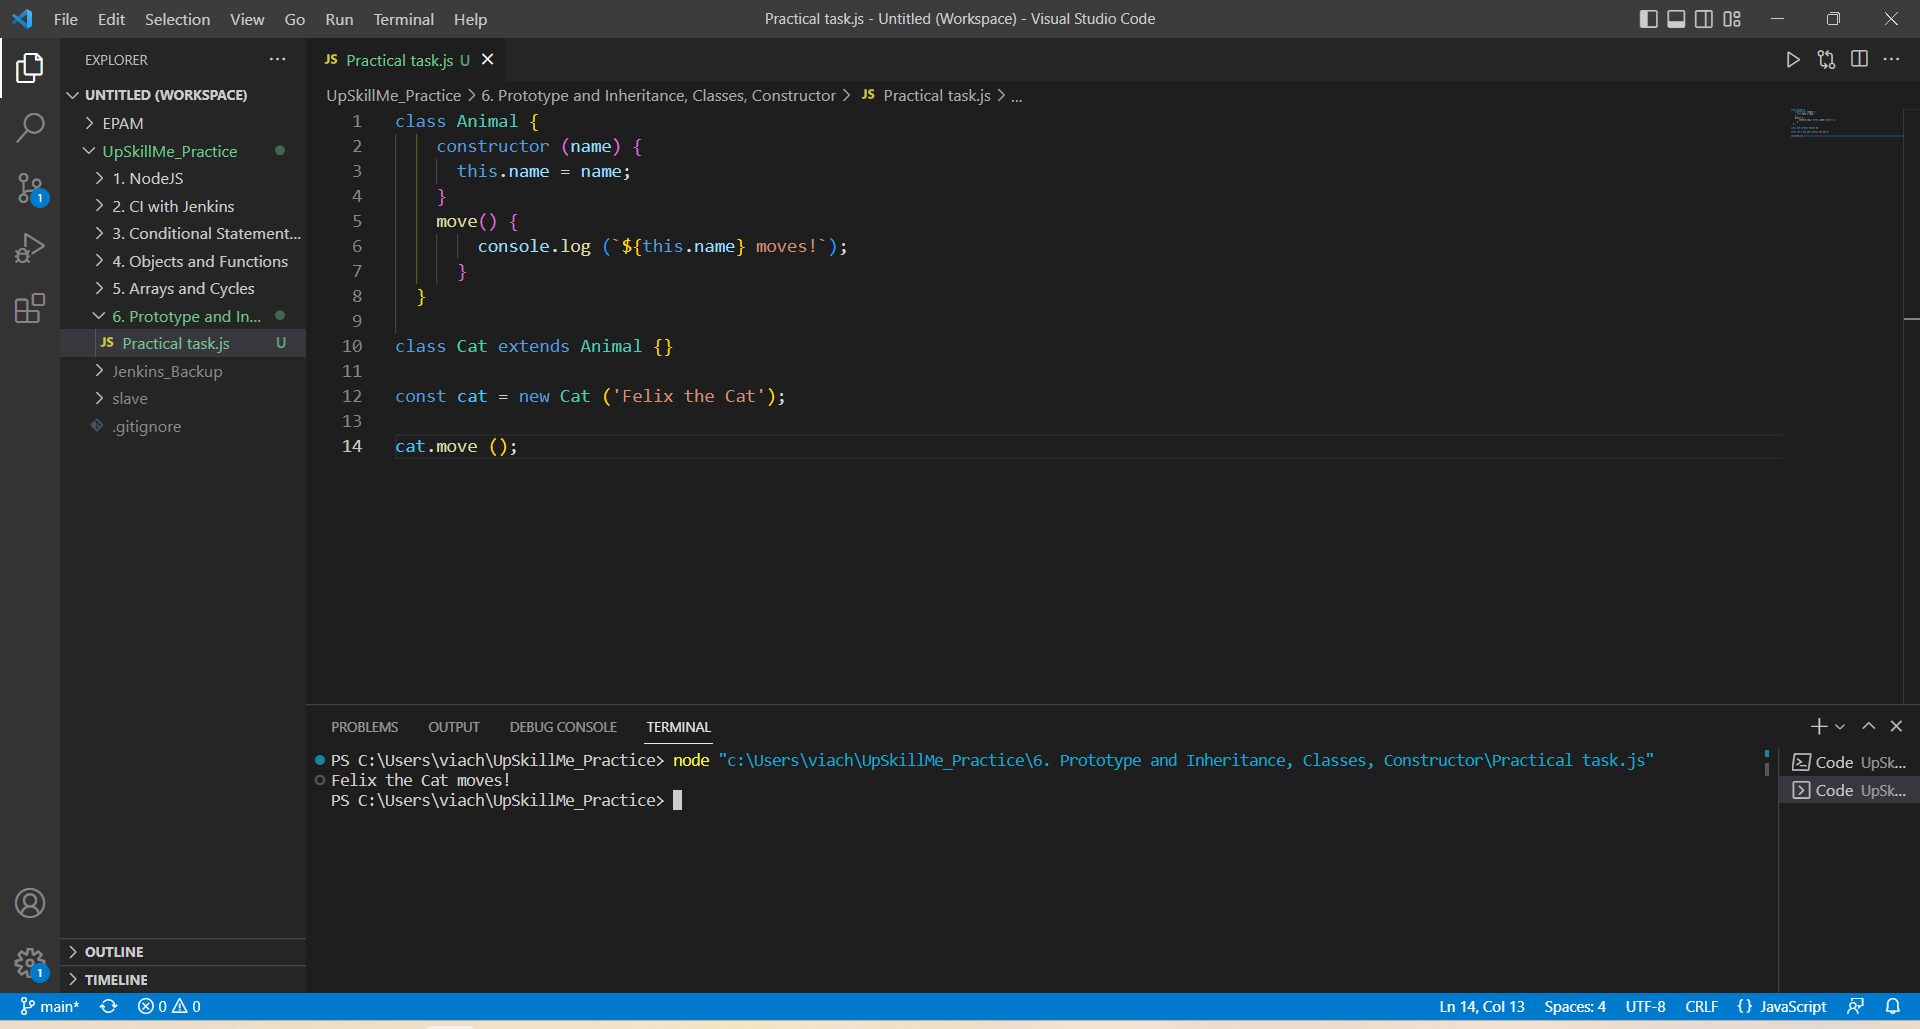 File Edit Selection View Go Run Terminal Help
Practical task.js - Untitled (Workspace) - Visual Studio Code
EXPLORER
UNTITLED (WORKSPACE)
EPAM
UpSkillMe_Practice
1. NodeJS
2. CI with Jenkins
3. Conditional Statement...
4. Objects and Functions
5. Arrays and Cycles
6. Prototype and In...
JS Practical task.js U
Jenkins_Backup
slave
.gitignore
OUTLINE
TIMELINE
1
1
JS Practical task.js U
UpSkillMe_Practice > 6. Prototype and Inheritance, Classes, Constructor > JS Practical task.js > ...
1 class Animal {
2 constructor (name) {
3 this.name = name;
4 }
5 move() {
6 console.log (`${this.name} moves!`);
7 }
8 }
9
10 class Cat extends Animal {}
11
12 const cat = new Cat ('Felix the Cat');
13
14 cat.move ();
PROBLEMS OUTPUT DEBUG CONSOLE TERMINAL
PS C:\Users\viach\UpSkillMe_Practice> node "c:\Users\viach\UpSkillMe_Practice\6. Prototype and Inheritance, Classes, Constructor\Practical task.js"
Felix the Cat moves!
PS C:\Users\viach\UpSkillMe_Practice>
Code UpSk...
Code UpSk...
main* 0 0 Ln 14, Col 13 Spaces: 4 UTF-8 CRLF {} JavaScript